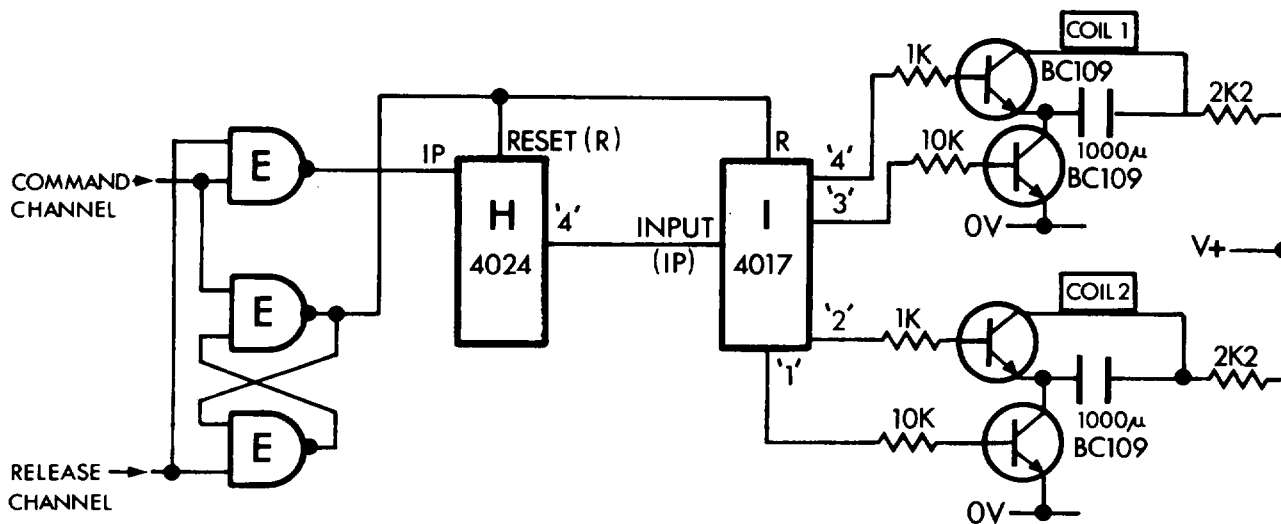 COIL 1
1K
BC109
2K2
E
IP
RESET (R)
R
'4'
10K
1000µ
BC109
COMMAND
CHANNEL
H
4024
'4'
INPUT
(IP)
I
4017
'3'
0V
V+
E
COIL 2
'2'
1K
2K2
'1'
1000µ
BC109
E
10K
RELEASE
CHANNEL
0V